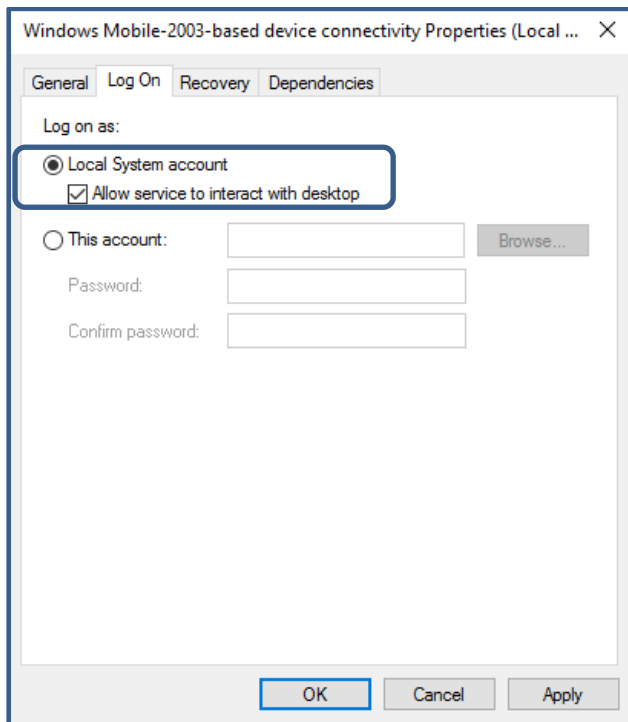 Windows Mobile-2003-based device connectivity Properties (Local ...
General Log On Recovery Dependencies
Log on as:
Local System account
Allow service to interact with desktop
This account: Browse...
Password:
Confirm password:
OK Cancel Apply